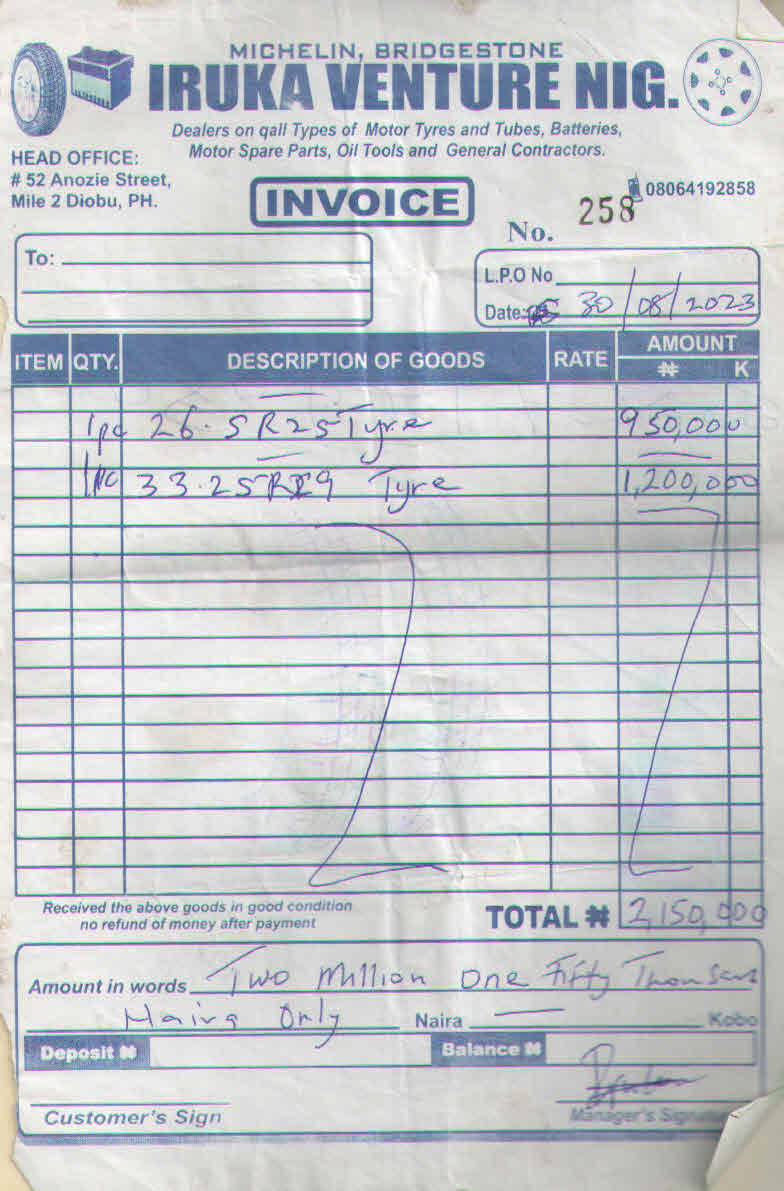 MICHELIN, BRIDGESTONE
IRUKA VENTURE NIG.
Dealers on qall Types of Motor Tyres and Tubes, Batteries,
Motor Spare Parts, Oil Tools and General Contractors.
HEAD OFFICE:
# 52 Anozie Street,
Mile 2 Diobu, PH.
08064192858
INVOICE
No. 258
To:
L.P.O No
Date: 30/08/2023
ITEM QTY. DESCRIPTION OF GOODS RATE AMOUNT
₦ K
1pc 26.5R25 Tyre 950,000
1pc 33.25R29 Tyre 1,200,000
Received the above goods in good condition
no refund of money after payment
TOTAL ₦ 2,150,000
Amount in words Two Million One Fifty Thousand
Naira Only Naira — Kobo
Deposit ₦ Balance ₦
Customer's Sign Manager's Signature